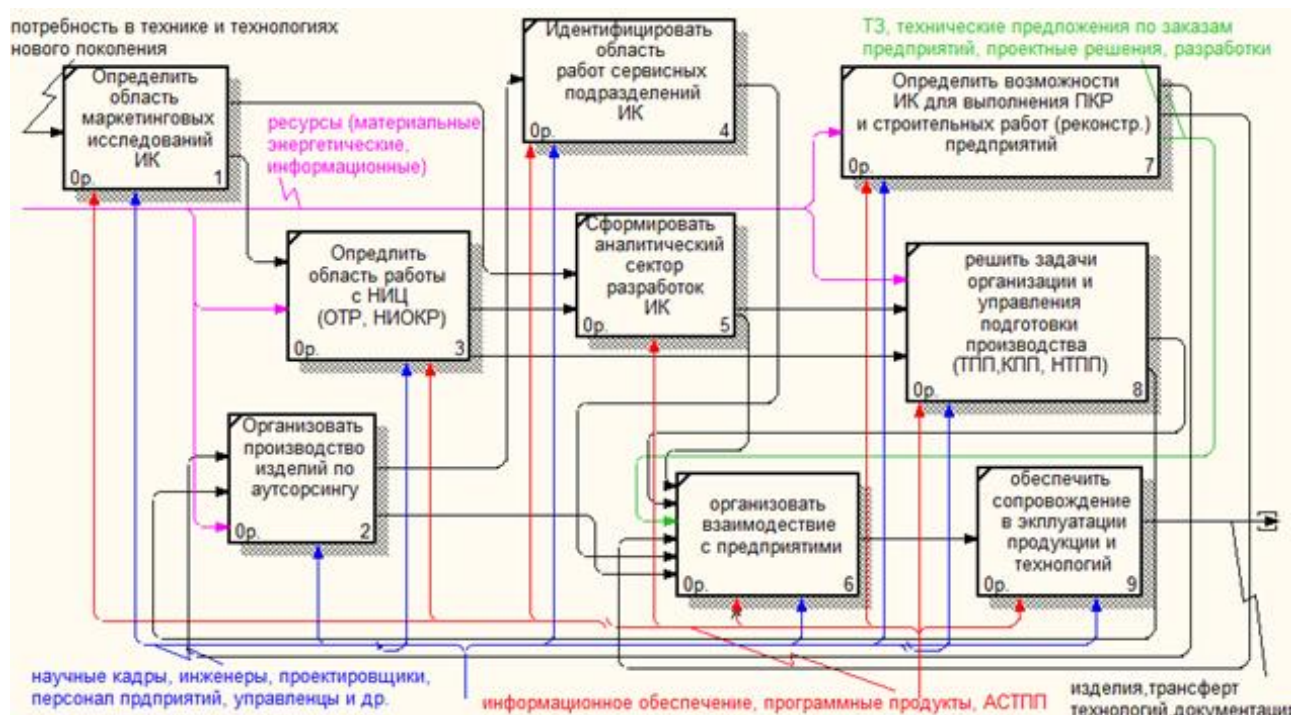 потребность в технике и технологиях
нового поколения
Определить
область
маркетинговых
исследований
ИК
0р. 1
Идентифицировать
область
работ сервисных
подразделений
ИК
0р. 4
ТЗ, технические предложения по заказам
предприятий, проектные решения, разработки
Определить возможности
ИК для выполнения ПКР
и строительных работ (реконстр.)
предприятий
0р. 7
ресурсы (материальные
энергетические,
информационные)
Опредлить
область работы
с НИЦ
(ОТР, НИОКР)
0р. 3
Сформировать
аналитический
сектор
разработок
ИК
0р. 5
решить задачи
организации и
управления
подготовки
производства
(ТПП,КПП, НТПП)
0р. 8
Организовать
производство
изделий по
аутсорсингу
0р. 2
организовать
взаимодествие
с предприятими
0р. 6
обеспечить
сопровождение
в экплуатации
продукции и
технологий
0р. 9
научные кадры, инженеры, проектировщики,
персонал прдприятий, управленцы и др.
информационное обеспечение, программные продукты, АСТПП
изделия,трансферт
технологий,документация